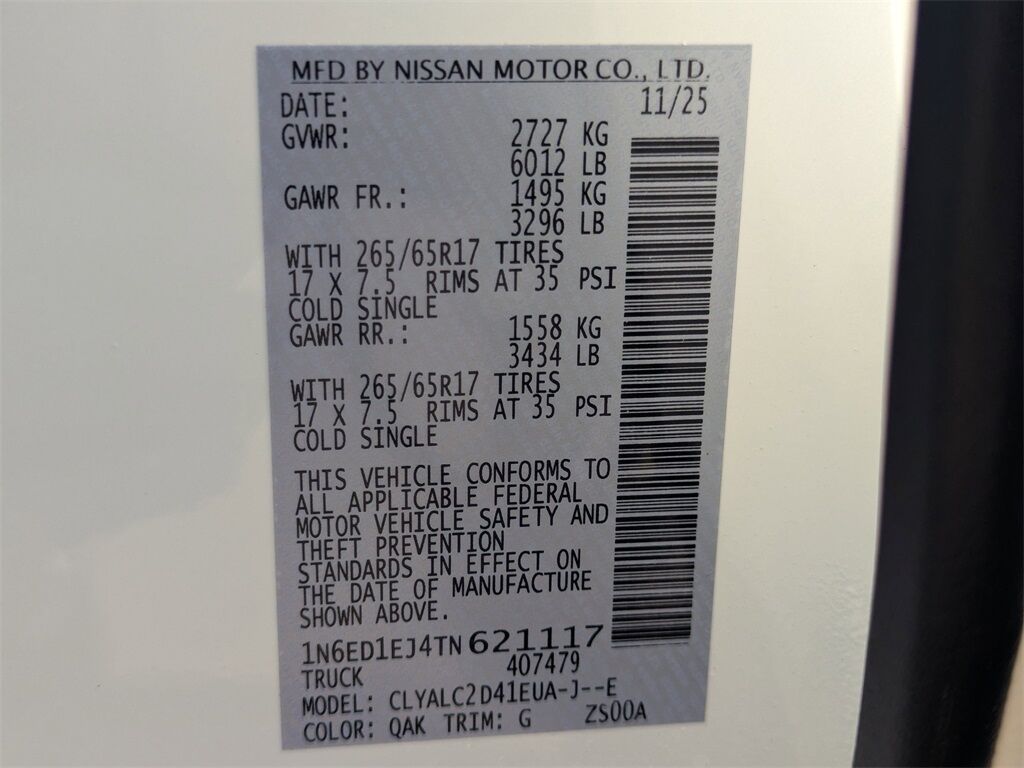 MFD BY NISSAN MOTOR CO., LTD.
DATE: 11/25
GVWR: 2727 KG
6012 LB
GAWR FR.: 1495 KG
3296 LB
WITH 265/65R17 TIRES
17 X 7.5 RIMS AT 35 PSI
COLD SINGLE
GAWR RR.: 1558 KG
3434 LB
WITH 265/65R17 TIRES
17 X 7.5 RIMS AT 35 PSI
COLD SINGLE
THIS VEHICLE CONFORMS TO
ALL APPLICABLE FEDERAL
MOTOR VEHICLE SAFETY AND
THEFT PREVENTION
STANDARDS IN EFFECT ON
THE DATE OF MANUFACTURE
SHOWN ABOVE.
1N6ED1EJ4TN621117
TRUCK 407479
MODEL: CLYALC2D41EUA-J--E
COLOR: QAK TRIM: G ZS00A